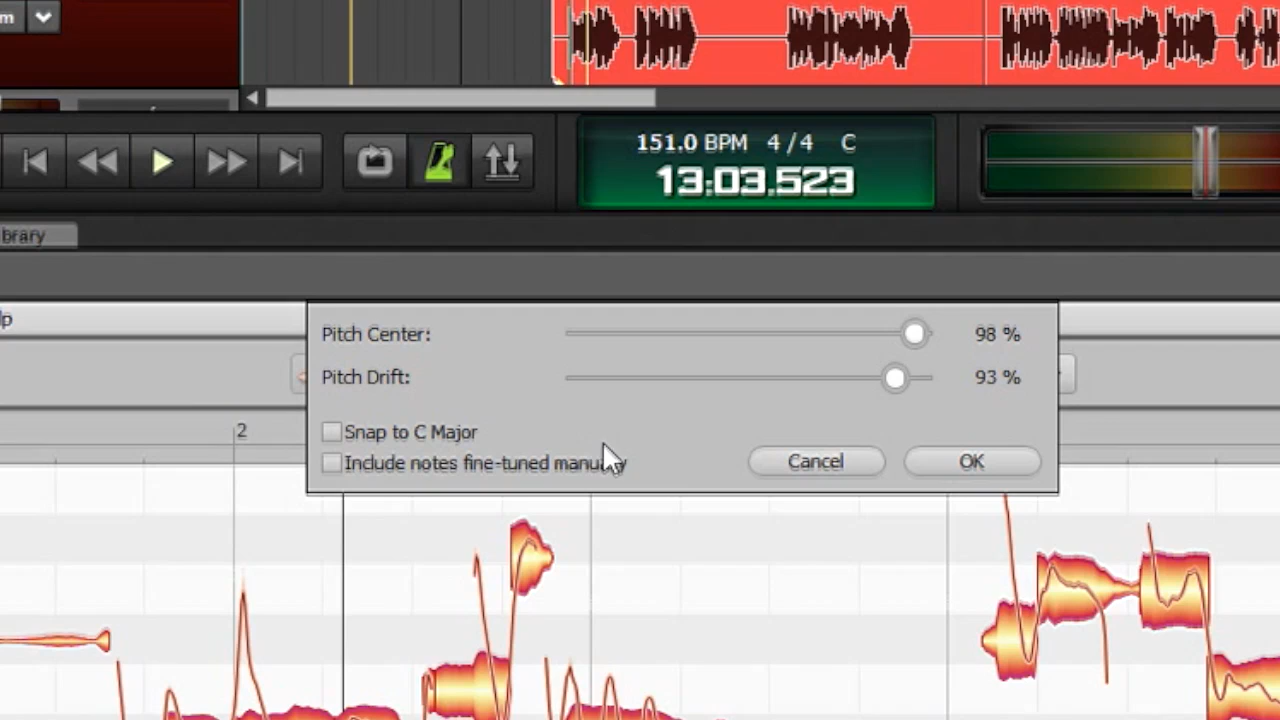 m
151.0 BPM 4/4 C
13:03.523
brary
lp
Pitch Center: 98 %
Pitch Drift: 93 %
2
Snap to C Major
Include notes fine-tuned manually
Cancel
OK